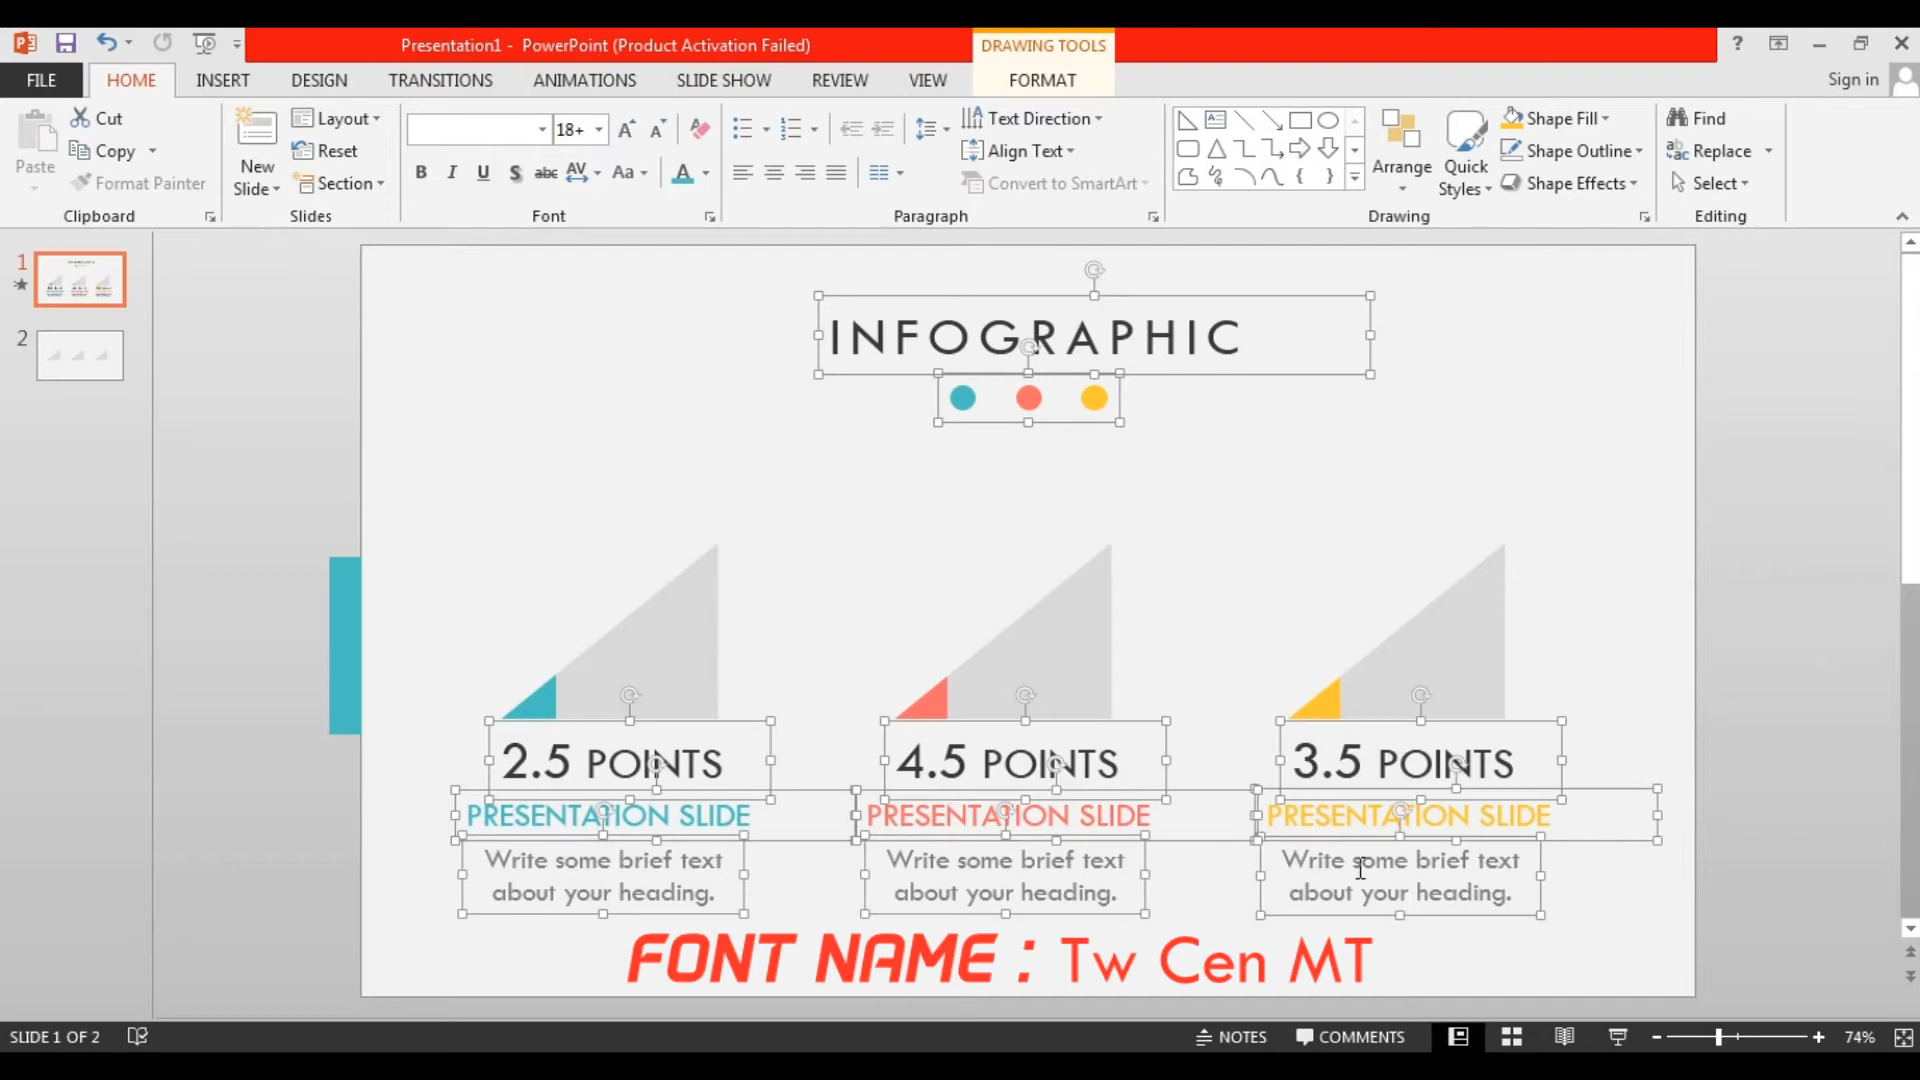 Presentation1 - PowerPoint (Product Activation Failed)
DRAWING TOOLS
?
FILE
HOME
INSERT
DESIGN
TRANSITIONS
ANIMATIONS
SLIDE SHOW
REVIEW
VIEW
FORMAT
Sign in
Paste
Cut
Copy
Format Painter
Clipboard
New
Slide
Layout
Reset
Section
Slides
18+
B I U S abc AV Aa A
Font
Text Direction
Align Text
Convert to SmartArt
Paragraph
Arrange
Quick
Styles
Shape Fill
Shape Outline
Shape Effects
Drawing
Find
Replace
Select
Editing
1
2
INFOGRAPHIC
2.5 POINTS
PRESENTATION SLIDE
Write some brief text
about your heading.
4.5 POINTS
PRESENTATION SLIDE
Write some brief text
about your heading.
3.5 POINTS
PRESENTATION SLIDE
Write some brief text
about your heading.
FONT NAME : Tw Cen MT
SLIDE 1 OF 2
NOTES
COMMENTS
74%